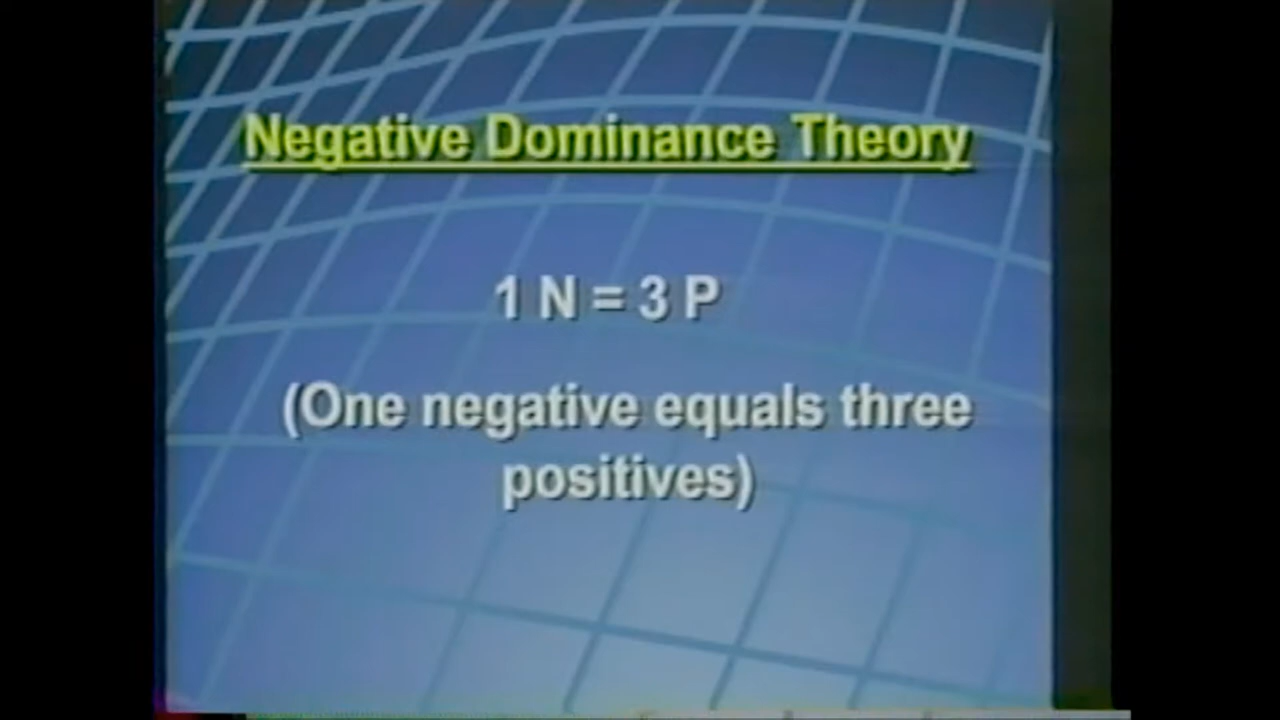 Negative Dominance Theory
1 N = 3 P
(One negative equals three
positives)